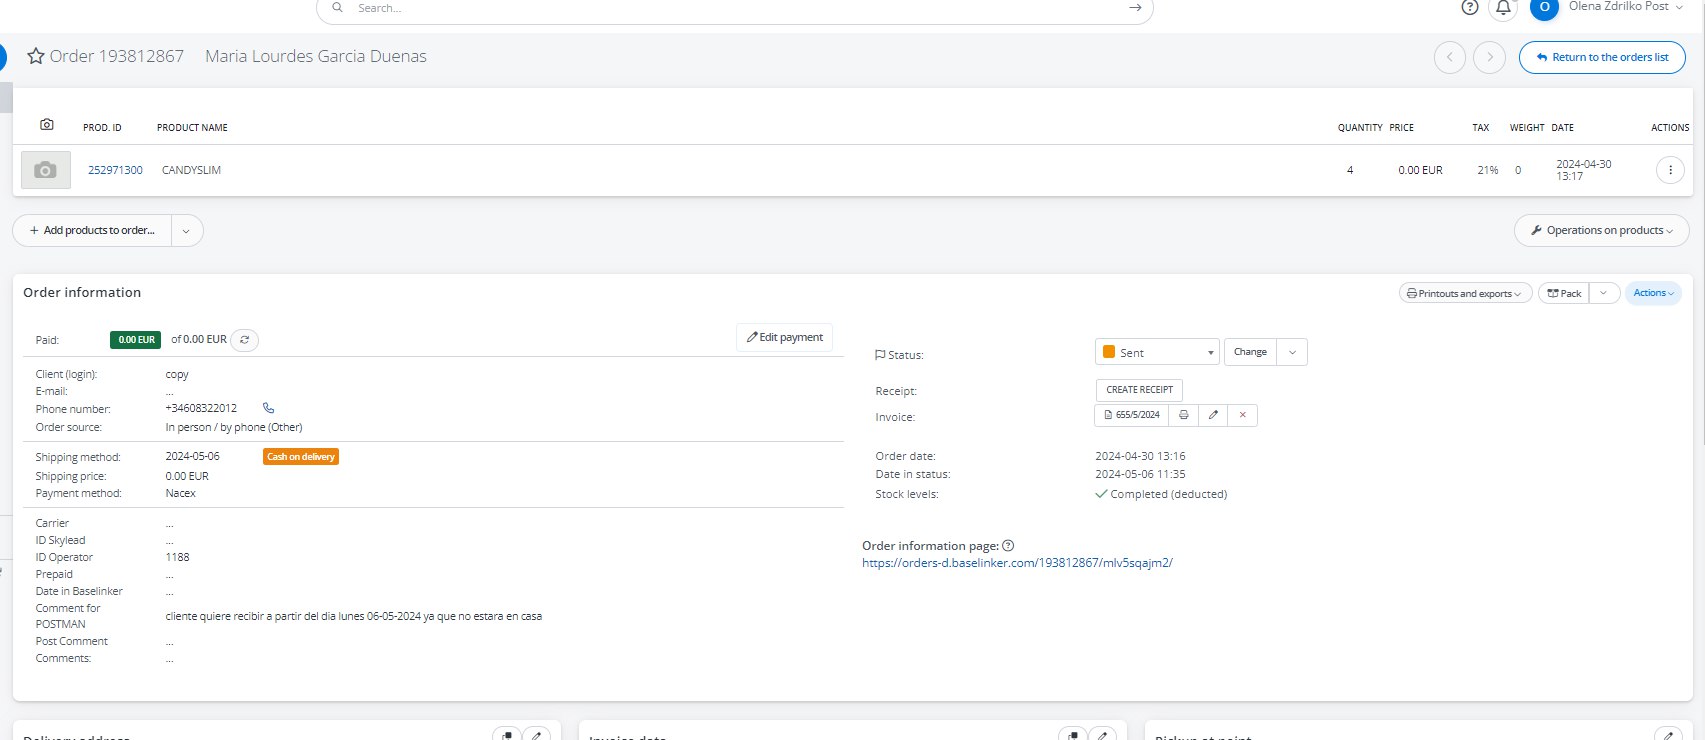 Search...
Olena Zdrilko Post
Order 193812867 Maria Lourdes Garcia Duenas
Return to the orders list
PROD. ID PRODUCT NAME QUANTITY PRICE TAX WEIGHT DATE ACTIONS
252971300 CANDYSLIM 4 0.00 EUR 21% 0 2024-04-30 13:17
+ Add products to order...
Operations on products
Order information
Printouts and exports
Pack
Actions
Paid: 0.00 EUR of 0.00 EUR
Edit payment
Client (login): copy
E-mail: ...
Phone number: +34608322012
Order source: In person / by phone (Other)
Shipping method: 2024-05-06 Cash on delivery
Shipping price: 0.00 EUR
Payment method: Nacex
Carrier ...
ID Skylead ...
ID Operator 1188
Prepaid ...
Date in Baselinker ...
Comment for POSTMAN cliente quiere recibir a partir del dia lunes 06-05-2024 ya que no estara en casa
Post Comment ...
Comments: ...
Status: Sent Change
Receipt: CREATE RECEIPT
Invoice: 655/5/2024
Order date: 2024-04-30 13:16
Date in status: 2024-05-06 11:35
Stock levels: Completed (deducted)
Order information page:
https://orders-d.baselinker.com/193812867/mlv5sqajm2/
Delivery address
Invoice data
Pickup at point